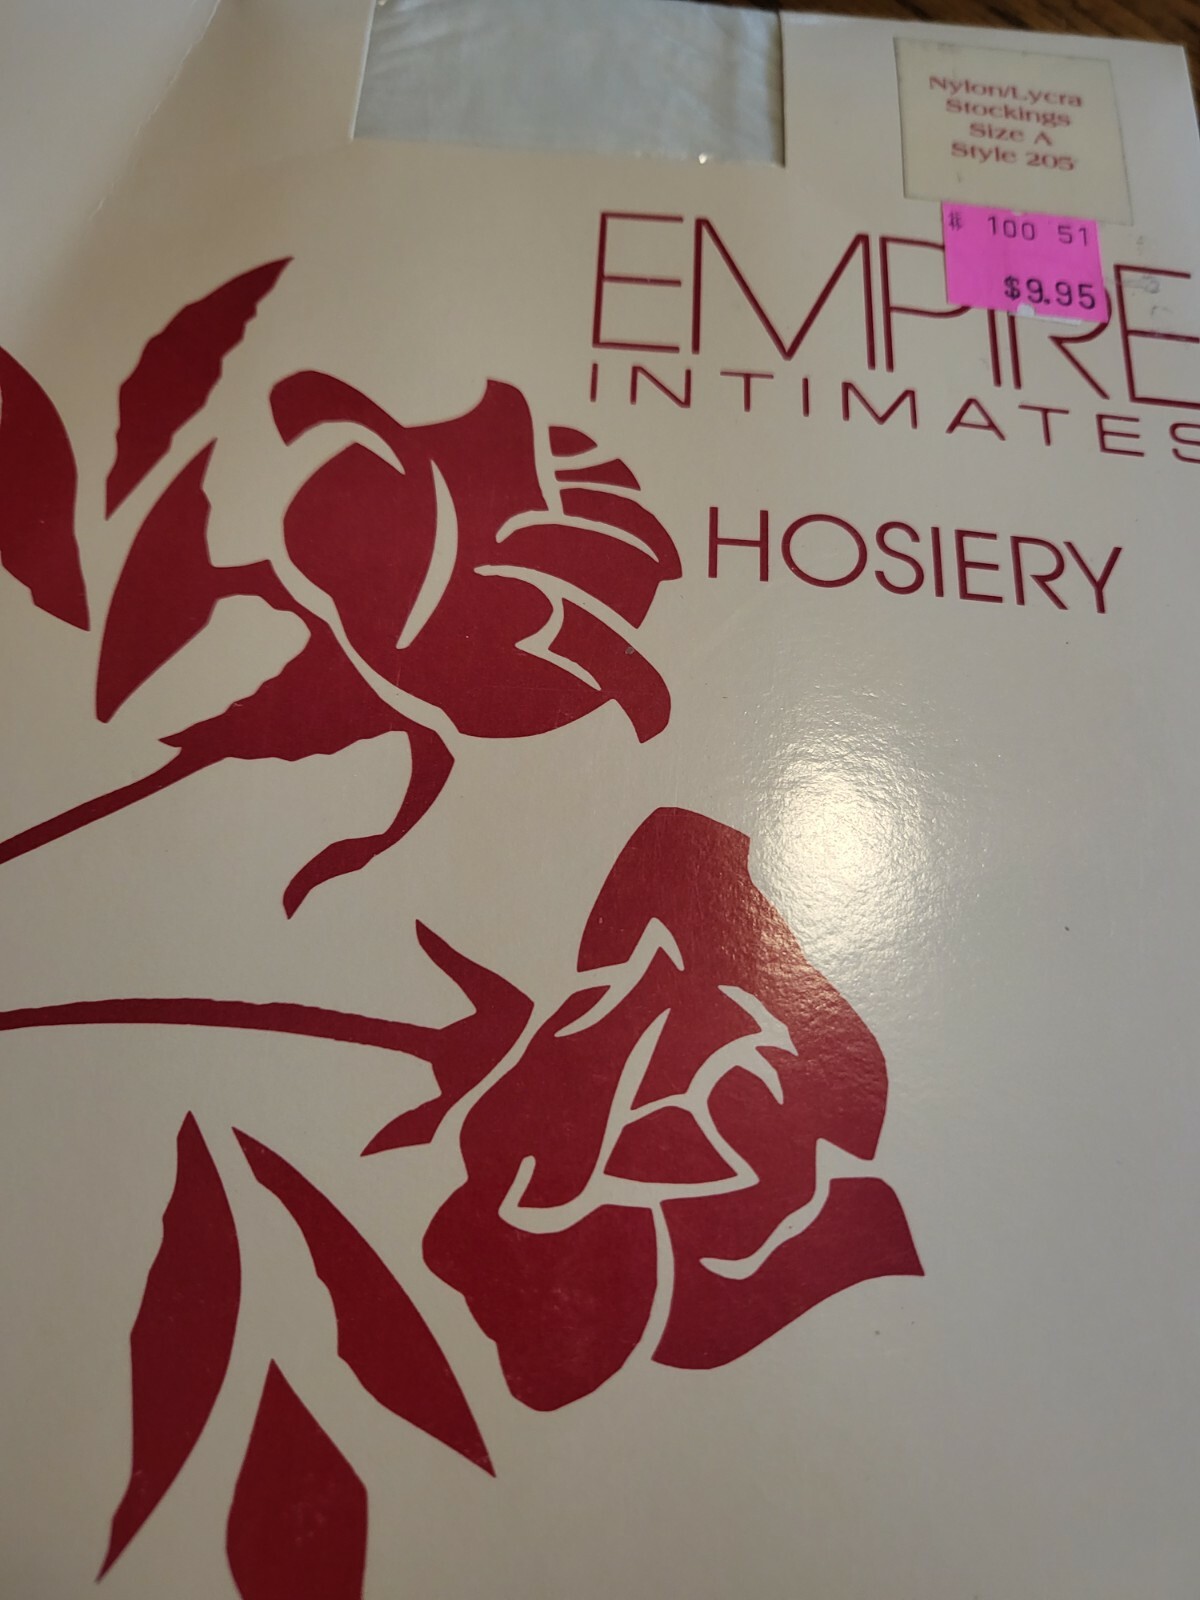 Nylon/Lycra
Stockings
Size A
Style 205
# 100 51
$9.95
EMPIRE
INTIMATES
HOSIERY